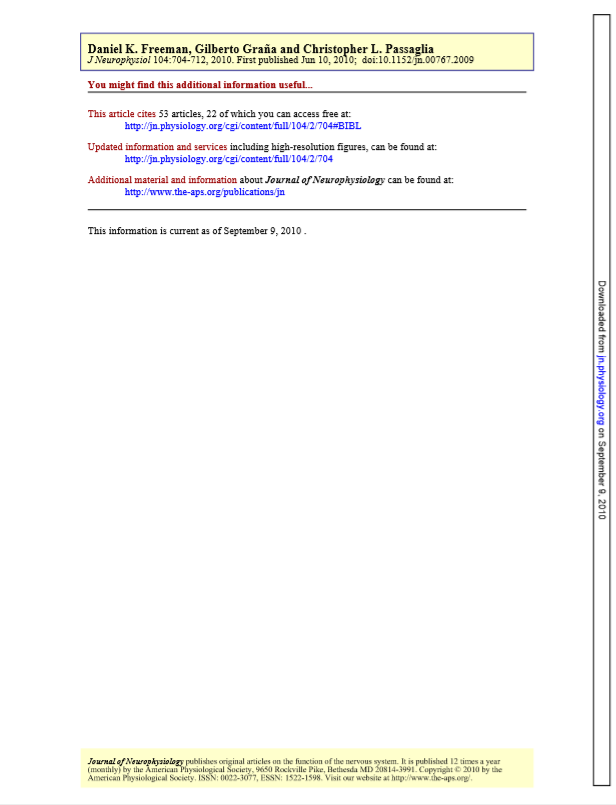 Daniel K. Freeman, Gilberto Graña and Christopher L. Passaglia
J Neurophysiol 104:704-712, 2010. First published Jun 10, 2010; doi:10.1152/jn.00767.2009
You might find this additional information useful...
This article cites 53 articles, 22 of which you can access free at:
http://jn.physiology.org/cgi/content/full/104/2/704#BIBL
Updated information and services including high-resolution figures, can be found at:
http://jn.physiology.org/cgi/content/full/104/2/704
Additional material and information about Journal of Neurophysiology can be found at:
http://www.the-aps.org/publications/jn
This information is current as of September 9, 2010 .
Downloaded from jn.physiology.org on September 9, 2010
Journal of Neurophysiology publishes original articles on the function of the nervous system. It is published 12 times a year
(monthly) by the American Physiological Society, 9650 Rockville Pike, Bethesda MD 20814-3991. Copyright © 2010 by the
American Physiological Society. ISSN: 0022-3077, ESSN: 1522-1598. Visit our website at http://www.the-aps.org/.